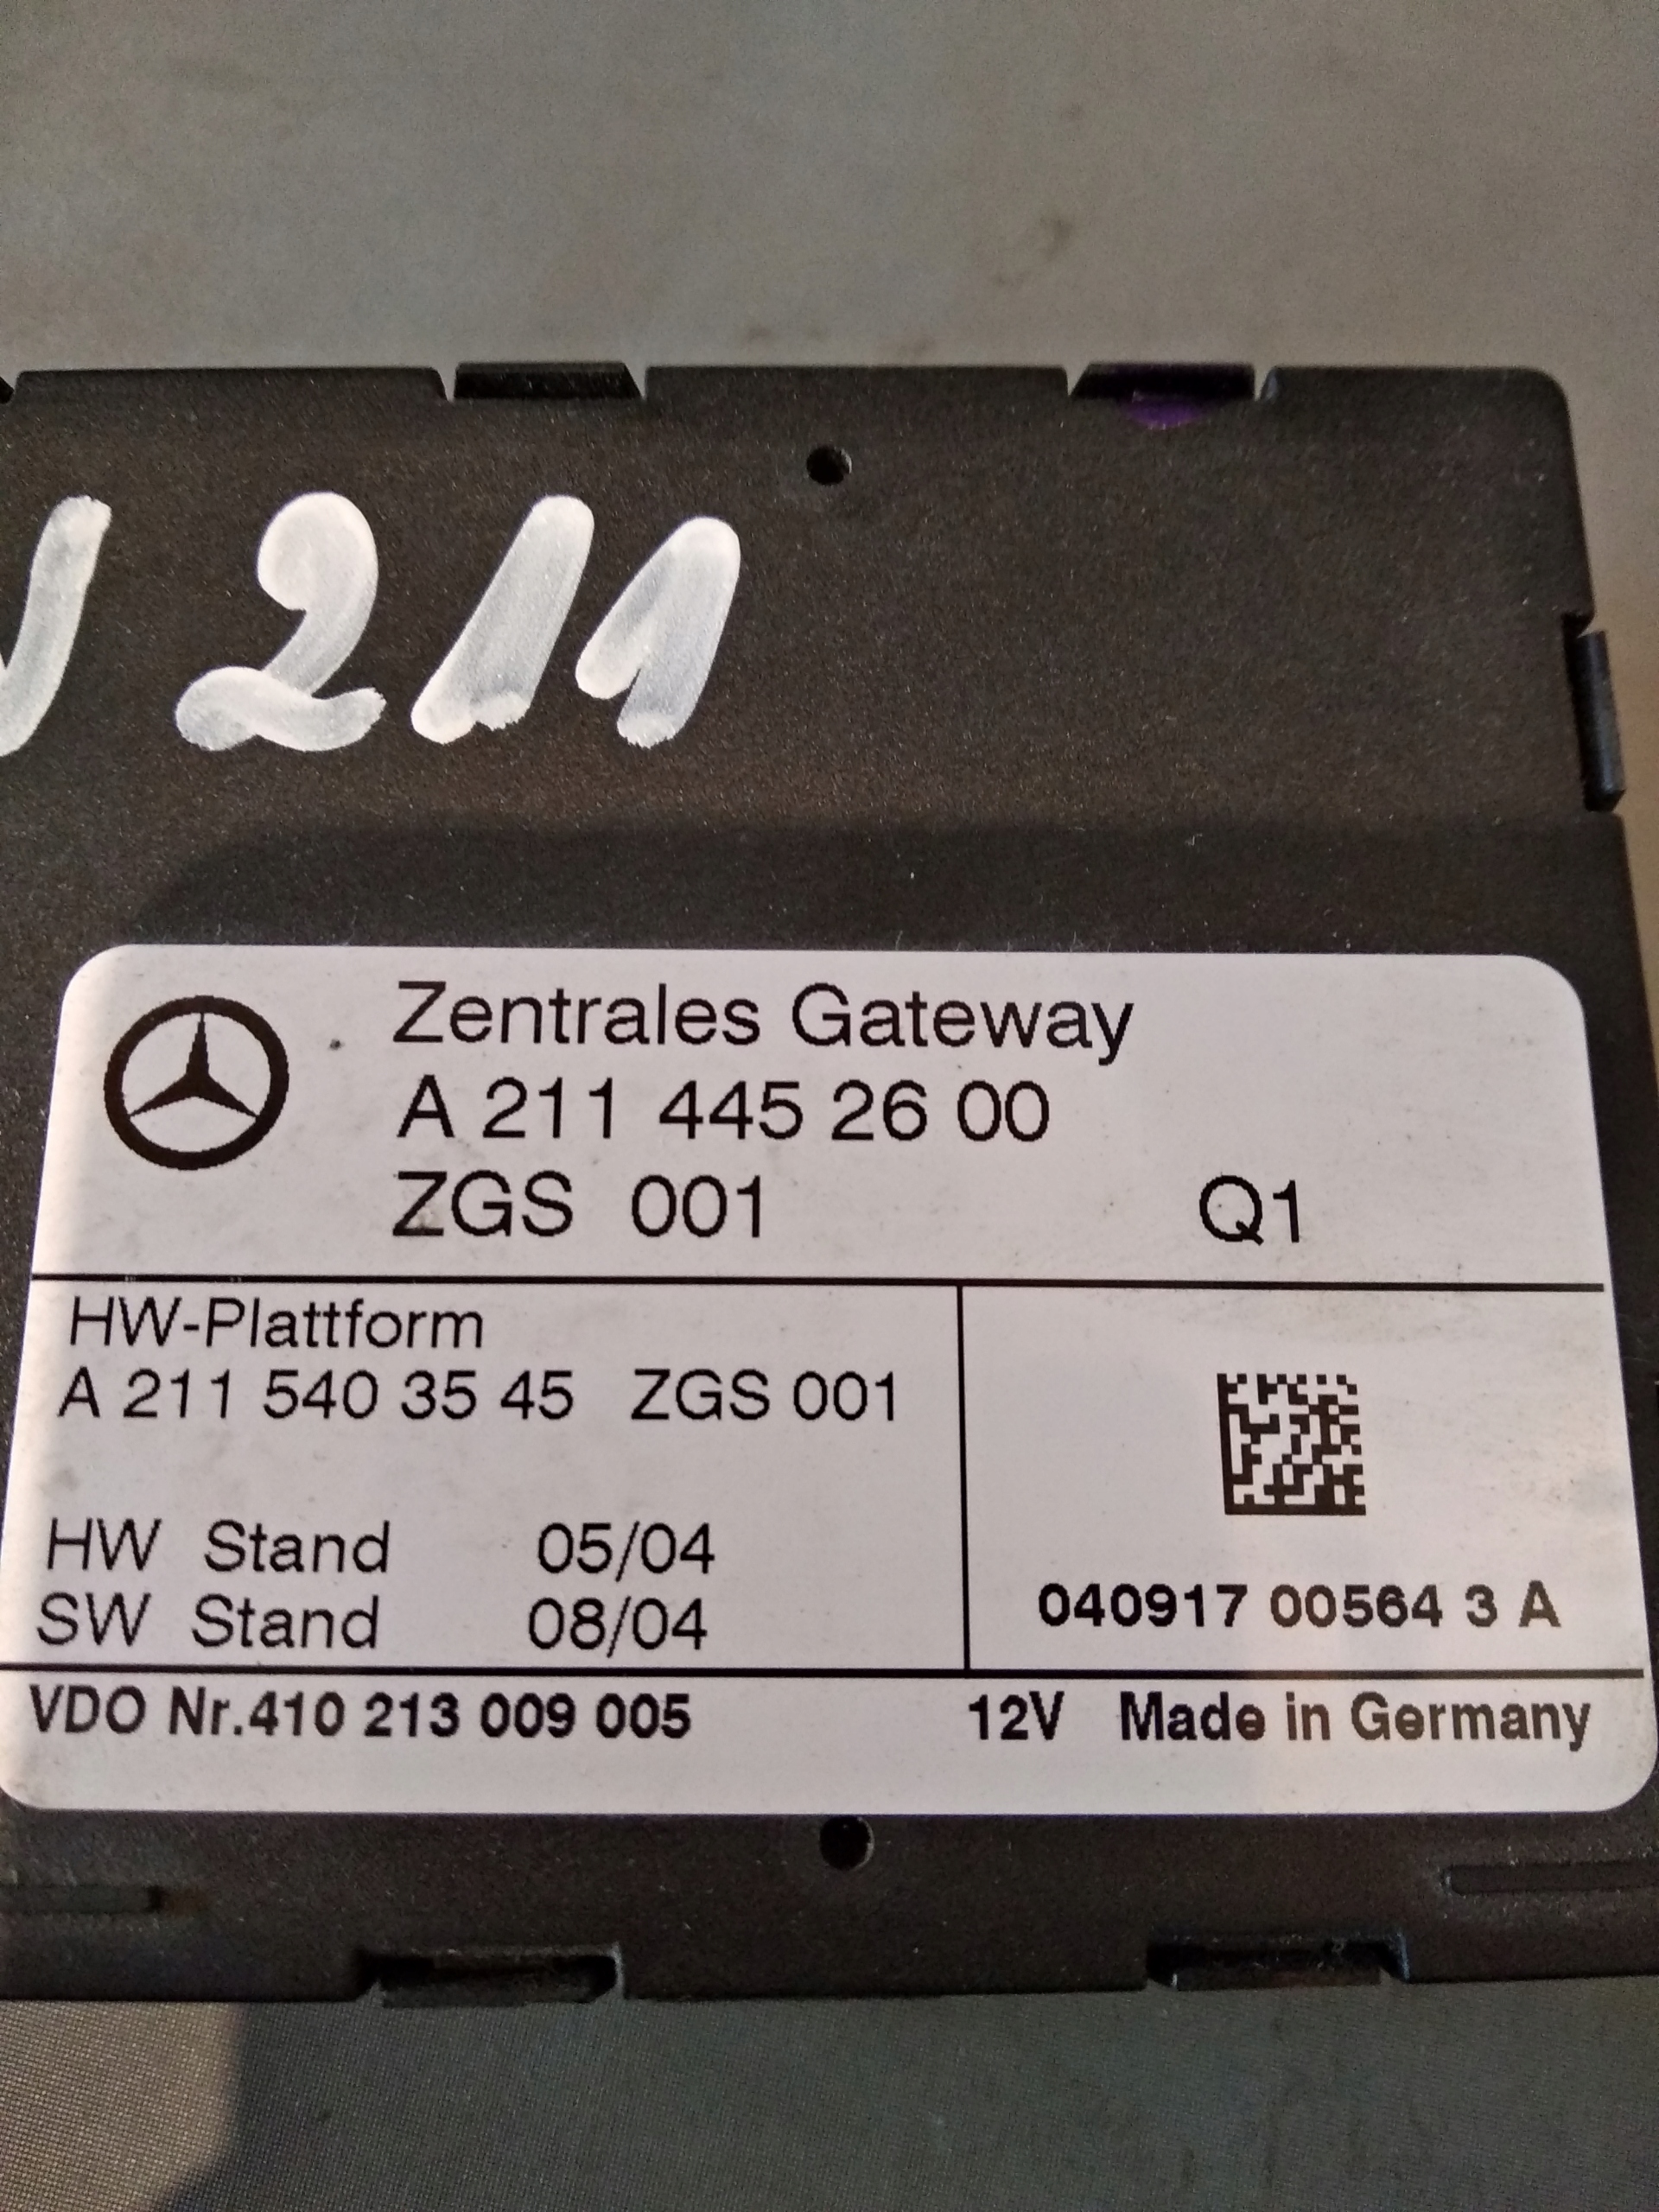 W 211
Zentrales Gateway
A 211 445 26 00
ZGS 001 Q1
HW-Plattform
A 211 540 35 45 ZGS 001
HW Stand 05/04
SW Stand 08/04
040917 00564 3 A
VDO Nr.410 213 009 005 12V Made in Germany